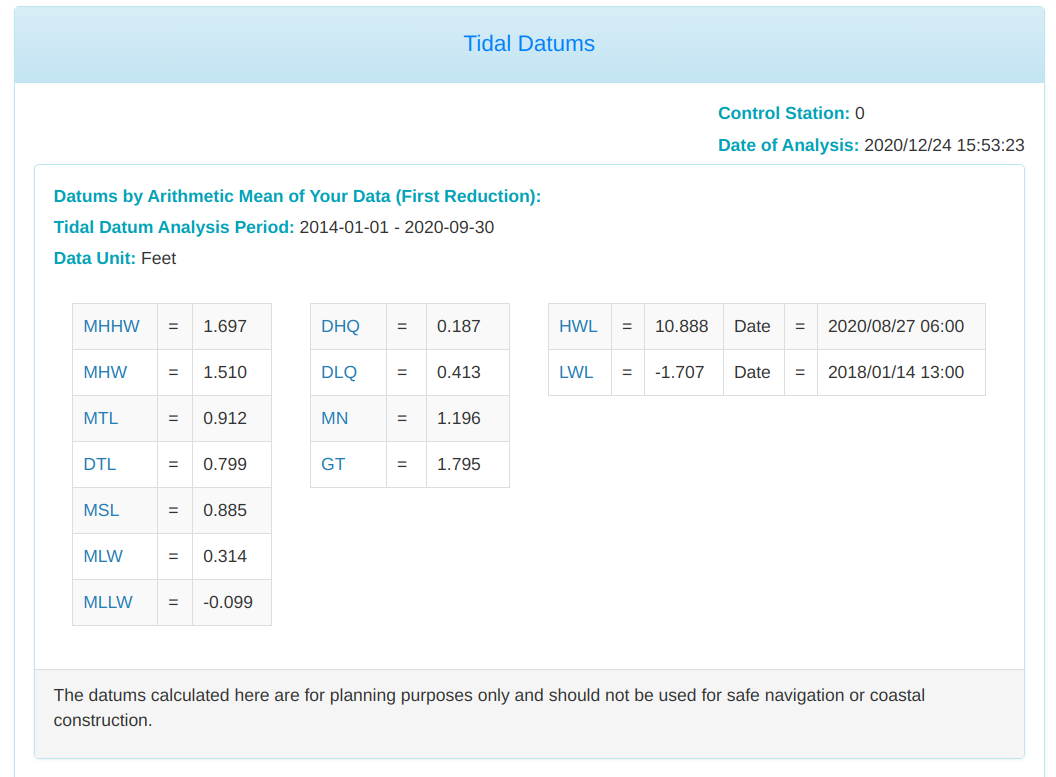 Tidal Datums
Control Station: 0
Date of Analysis: 2020/12/24 15:53:23
Datums by Arithmetic Mean of Your Data (First Reduction):
Tidal Datum Analysis Period: 2014-01-01 - 2020-09-30
Data Unit: Feet
MHHW = 1.697
MHW = 1.510
MTL = 0.912
DTL = 0.799
MSL = 0.885
MLW = 0.314
MLLW = -0.099
DHQ = 0.187
DLQ = 0.413
MN = 1.196
GT = 1.795
HWL = 10.888 Date = 2020/08/27 06:00
LWL = -1.707 Date = 2018/01/14 13:00
The datums calculated here are for planning purposes only and should not be used for safe navigation or coastal
construction.